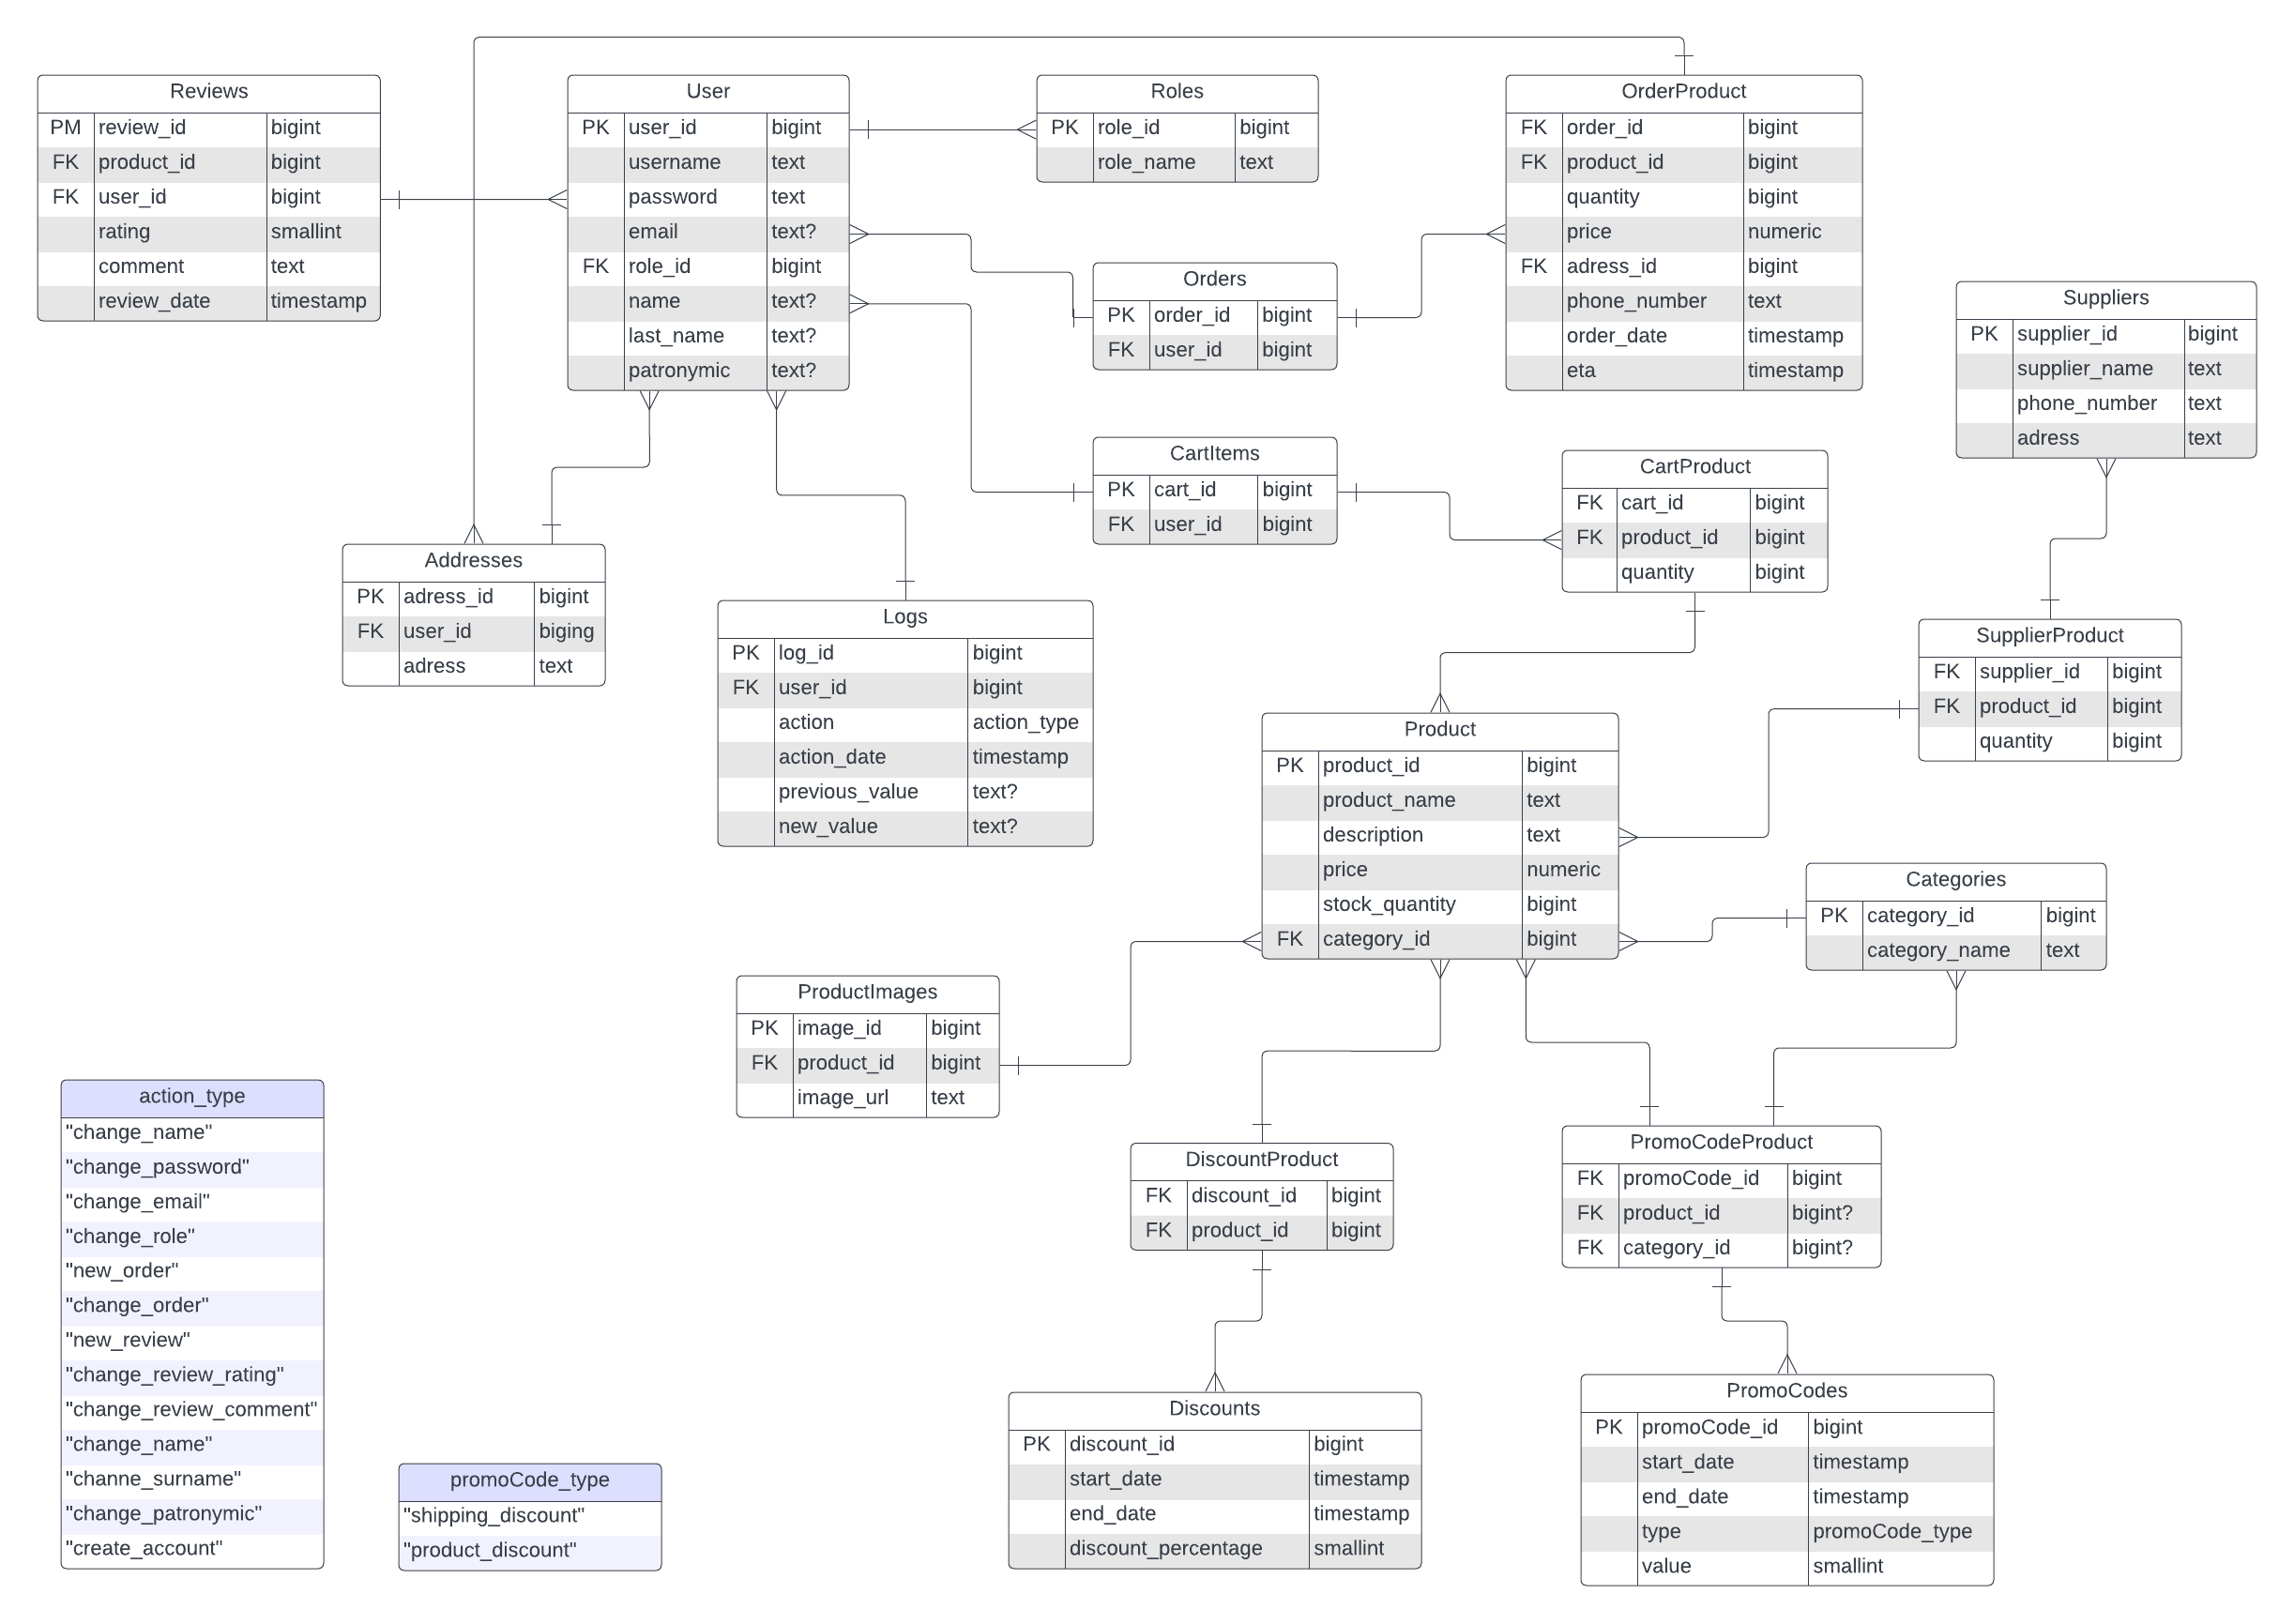 Reviews
PM review_id bigint
FK product_id bigint
FK user_id bigint
rating smallint
comment text
review_date timestamp
User
PK user_id bigint
username text
password text
email text?
FK role_id bigint
name text?
last_name text?
patronymic text?
Roles
PK role_id bigint
role_name text
OrderProduct
FK order_id bigint
FK product_id bigint
quantity bigint
price numeric
FK adress_id bigint
phone_number text
order_date timestamp
eta timestamp
Orders
PK order_id bigint
FK user_id bigint
Suppliers
PK supplier_id bigint
supplier_name text
phone_number text
adress text
CartItems
PK cart_id bigint
FK user_id bigint
CartProduct
FK cart_id bigint
FK product_id bigint
quantity bigint
Addresses
PK adress_id bigint
FK user_id biging
adress text
Logs
PK log_id bigint
FK user_id bigint
action action_type
action_date timestamp
previous_value text?
new_value text?
SupplierProduct
FK supplier_id bigint
FK product_id bigint
quantity bigint
Product
PK product_id bigint
product_name text
description text
price numeric
stock_quantity bigint
FK category_id bigint
Categories
PK category_id bigint
category_name text
ProductImages
PK image_id bigint
FK product_id bigint
image_url text
DiscountProduct
FK discount_id bigint
FK product_id bigint
PromoCodeProduct
FK promoCode_id bigint
FK product_id bigint?
FK category_id bigint?
action_type
"change_name"
"change_password"
"change_email"
"change_role"
"new_order"
"change_order"
"new_review"
"change_review_rating"
"change_review_comment"
"change_name"
"channe_surname"
"change_patronymic"
"create_account"
promoCode_type
"shipping_discount"
"product_discount"
Discounts
PK discount_id bigint
start_date timestamp
end_date timestamp
discount_percentage smallint
PromoCodes
PK promoCode_id bigint
start_date timestamp
end_date timestamp
type promoCode_type
value smallint